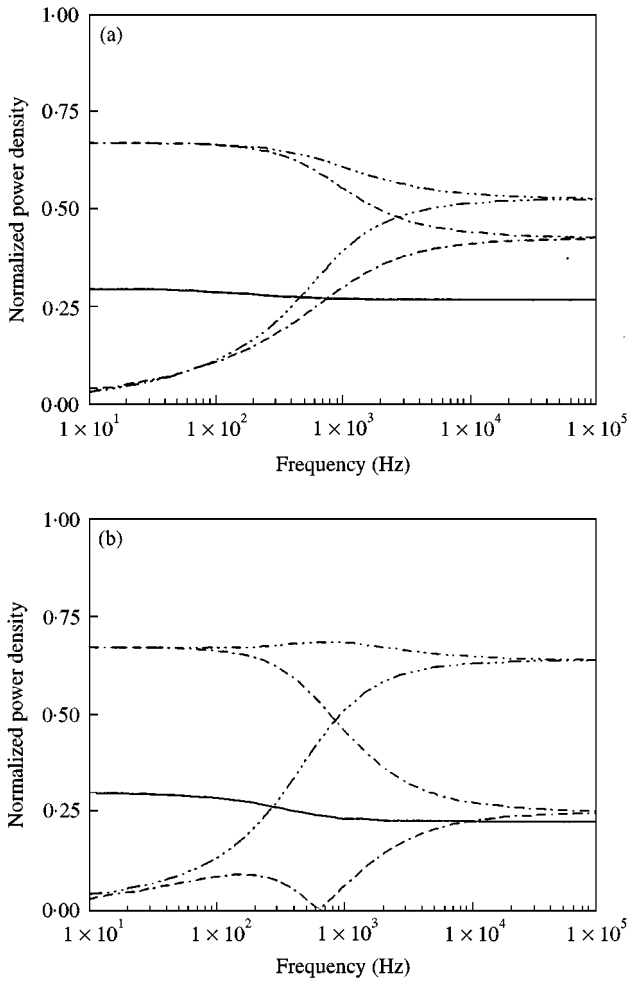 (a)
1·00
0·75
0·50
0·25
0·00
Normalized power density
1 × 10¹ 1 × 10² 1 × 10³ 1 × 10⁴ 1 × 10⁵
Frequency (Hz)
(b)
1·00
0·75
0·50
0·25
0·00
Normalized power density
1 × 10¹ 1 × 10² 1 × 10³ 1 × 10⁴ 1 × 10⁵
Frequency (Hz)